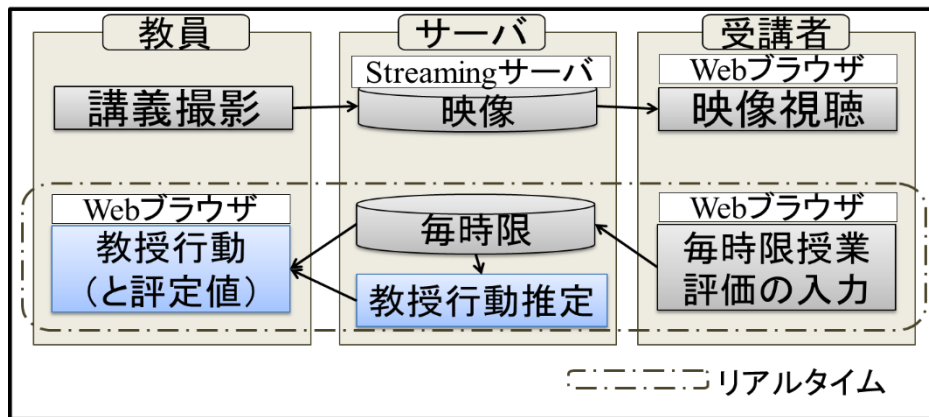 教員
サーバ
受講者
Streamingサーバ
Webブラウザ
講義撮影
映像
映像視聴
Webブラウザ
毎時限
Webブラウザ
教授行動
(と評定値)
教授行動推定
毎時限授業
評価の入力
リアルタイム